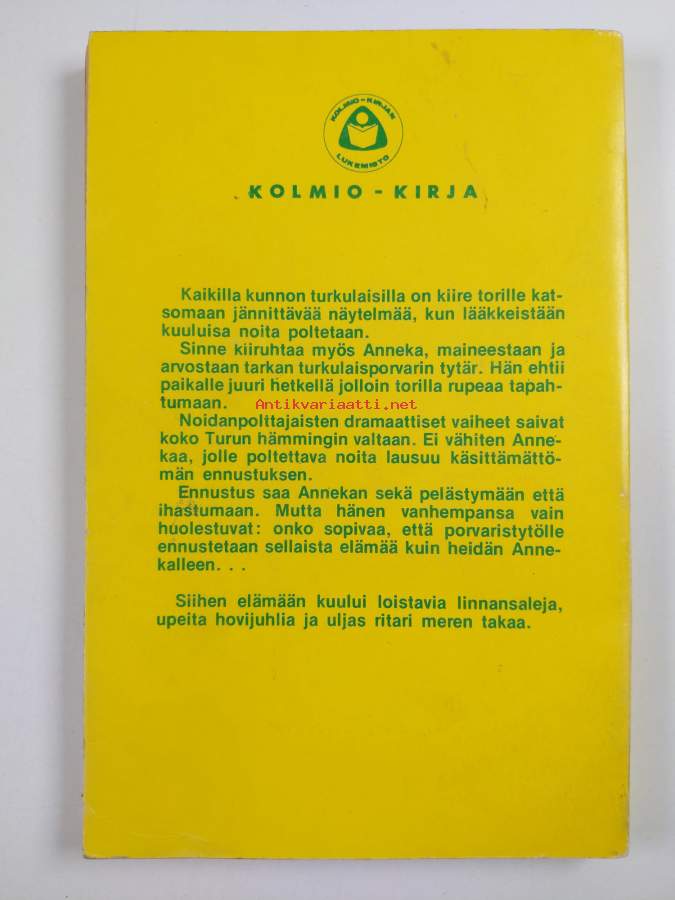 KOLMIO-KIRJAN
LUKEMISTO
KOLMIO - KIRJA
Kaikilla kunnon turkulaisilla on kiire torille kat-
somaan jännittävää näytelmää, kun lääkkeistään
kuuluisa noita poltetaan.
Sinne kiiruhtaa myös Anneka, maineestaan ja
arvostaan tarkan turkulaisporvarin tytär. Hän ehtii
paikalle juuri hetkellä jolloin torilla rupeaa tapah-
tumaan.
Antikvariaatti.net
Noidanpolttajaisten dramaattiset vaiheet saivat
koko Turun hämmingin valtaan. Ei vähiten Anne-
kaa, jolle poltettava noita lausuu käsittämättö-
män ennustuksen.
Ennustus saa Annekan sekä pelästymään että
ihastumaan. Mutta hänen vanhempansa vain
huolestuvat: onko sopivaa, että porvaristytölle
ennustetaan sellaista elämää kuin heidän Anne-
kalleen. . .
Siihen elämään kuului loistavia linnansaleja,
upeita hovijuhlia ja uljas ritari meren takaa.